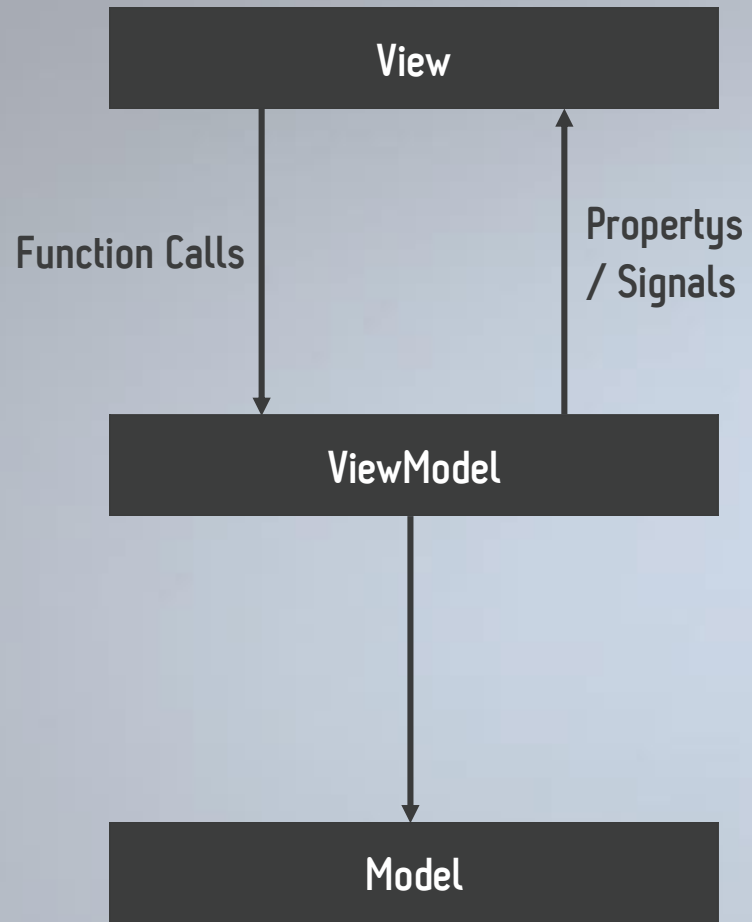 View
Function Calls
Propertys
/ Signals
ViewModel
Model